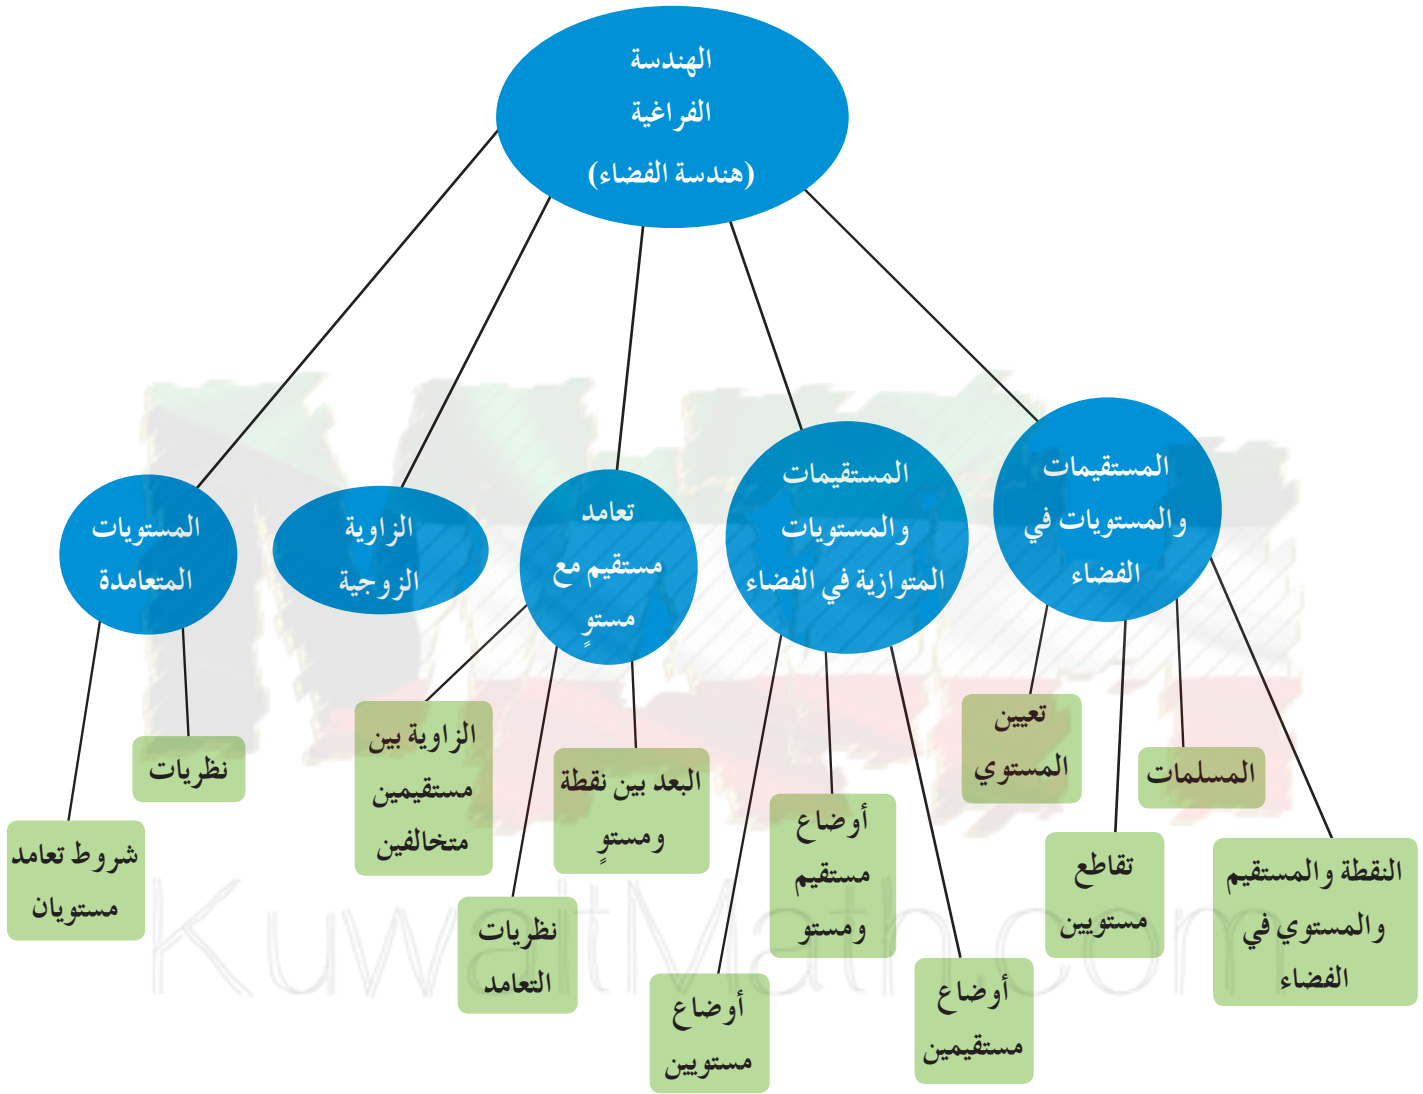 الهندسة
الفراغية
(هندسة الفضاء)
المستقيمات
والمستويات في
الفضاء
المستقيمات
والمستويات
المتوازية في الفضاء
تعامد
مستقيم مع
مستوٍ
الزاوية
الزوجية
المستويات
المتعامدة
النقطة والمستقيم
والمستوي في
الفضاء
المسلمات
تقاطع
مستويين
تعيين
المستوي
أوضاع
مستقيمين
أوضاع
مستقيم
ومستو
أوضاع
مستويين
البعد بين نقطة
ومستوٍ
نظريات
التعامد
الزاوية بين
مستقيمين
متخالفين
نظريات
شروط تعامد
مستويان
KuwaitMath.com